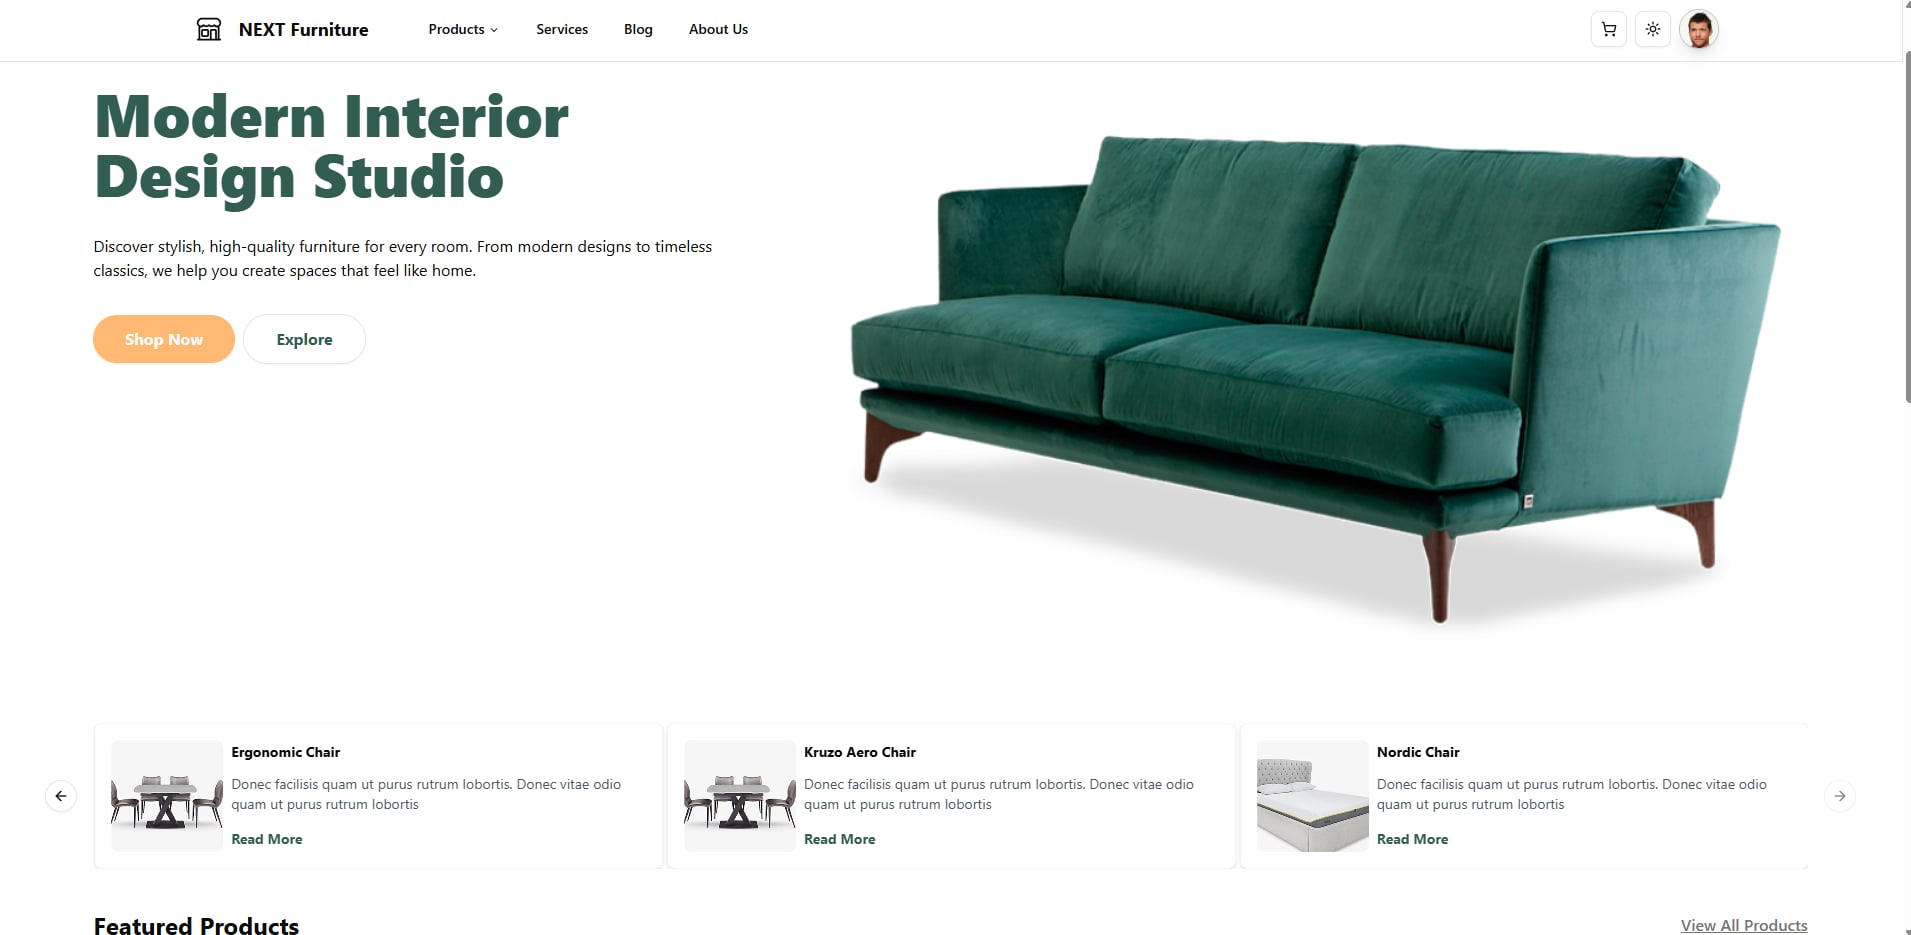 NEXT Furniture
Products
Services
Blog
About Us
Modern Interior
Design Studio
Discover stylish, high-quality furniture for every room. From modern designs to timeless
classics, we help you create spaces that feel like home.
Shop Now
Explore
Ergonomic Chair
Donec facilisis quam ut purus rutrum lobortis. Donec vitae odio
quam ut purus rutrum lobortis
Read More
Kruzo Aero Chair
Donec facilisis quam ut purus rutrum lobortis. Donec vitae odio
quam ut purus rutrum lobortis
Read More
Nordic Chair
Donec facilisis quam ut purus rutrum lobortis. Donec vitae odio
quam ut purus rutrum lobortis
Read More
Featured Products
View All Products